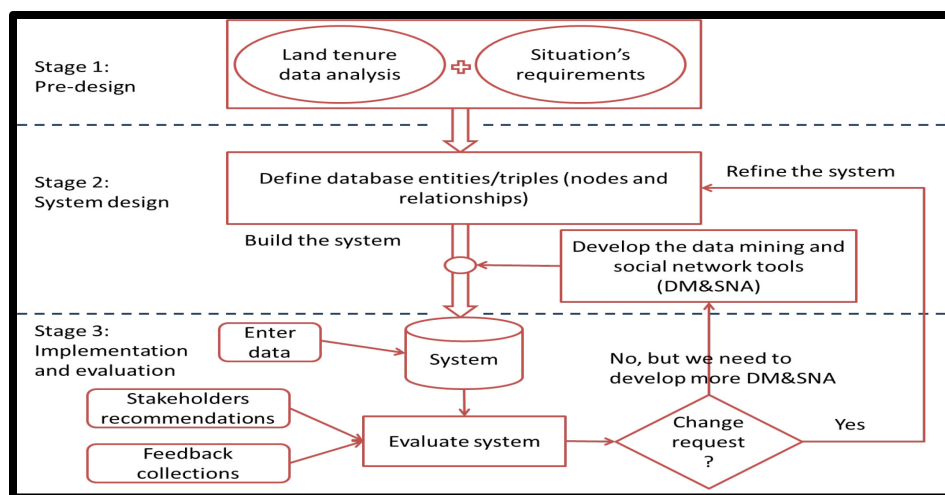 Stage 1:
Pre-design
Land tenure
data analysis
Situation's
requirements
Stage 2:
System design
Define database entities/triples (nodes and
relationships)
Refine the system
Build the system
Develop the data mining and
social network tools
(DM&SNA)
Stage 3:
Implementation
and evaluation
Enter
data
System
No, but we need to
develop more DM&SNA
Stakeholders
recommendations
Feedback
collections
Evaluate system
Change
request
?
Yes